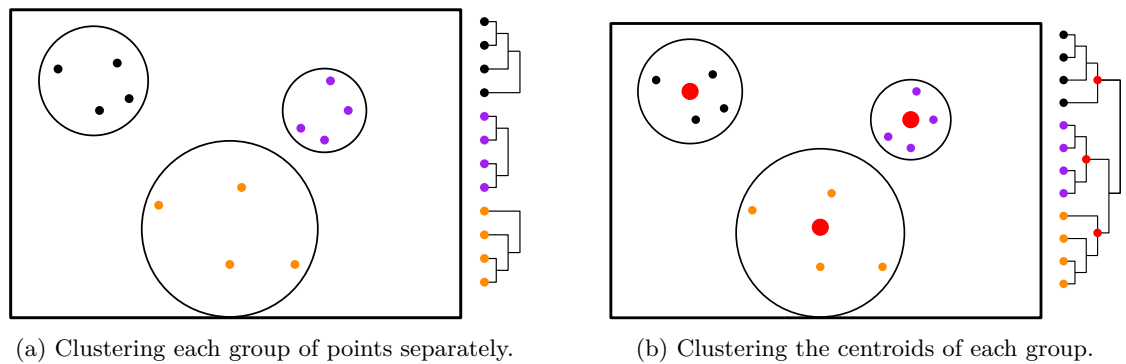 (a) Clustering each group of points separately.
(b) Clustering the centroids of each group.